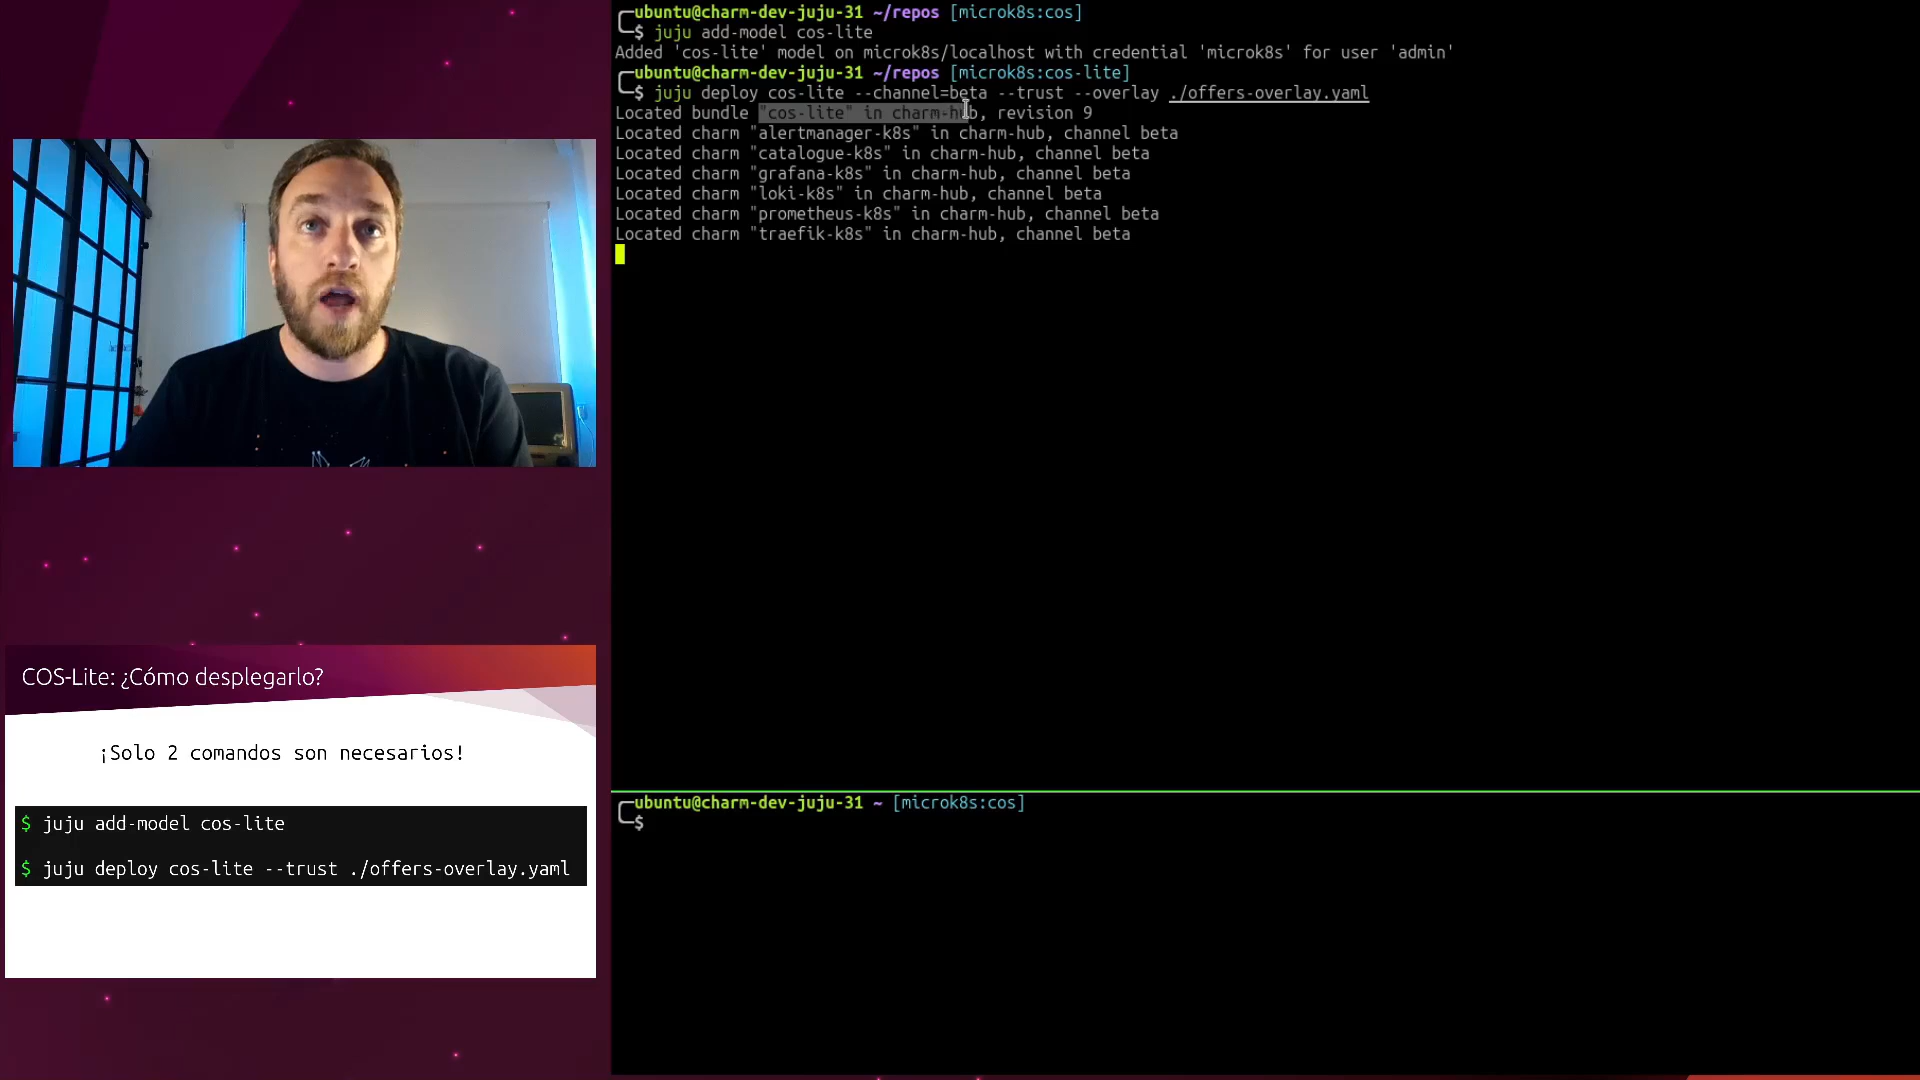 ubuntu@charm-dev-juju-31 ~/repos [microk8s:cos]
$ juju add-model cos-lite
Added 'cos-lite' model on microk8s/localhost with credential 'microk8s' for user 'admin'
ubuntu@charm-dev-juju-31 ~/repos [microk8s:cos-lite]
$ juju deploy cos-lite --channel=beta --trust --overlay ./offers-overlay.yaml
Located bundle "cos-lite" in charm-hub, revision 9
Located charm "alertmanager-k8s" in charm-hub, channel beta
Located charm "catalogue-k8s" in charm-hub, channel beta
Located charm "grafana-k8s" in charm-hub, channel beta
Located charm "loki-k8s" in charm-hub, channel beta
Located charm "prometheus-k8s" in charm-hub, channel beta
Located charm "traefik-k8s" in charm-hub, channel beta
COS-Lite: ¿Cómo desplegarlo?
¡Solo 2 comandos son necesarios!
$ juju add-model cos-lite
$ juju deploy cos-lite --trust ./offers-overlay.yaml
ubuntu@charm-dev-juju-31 ~ [microk8s:cos]
$